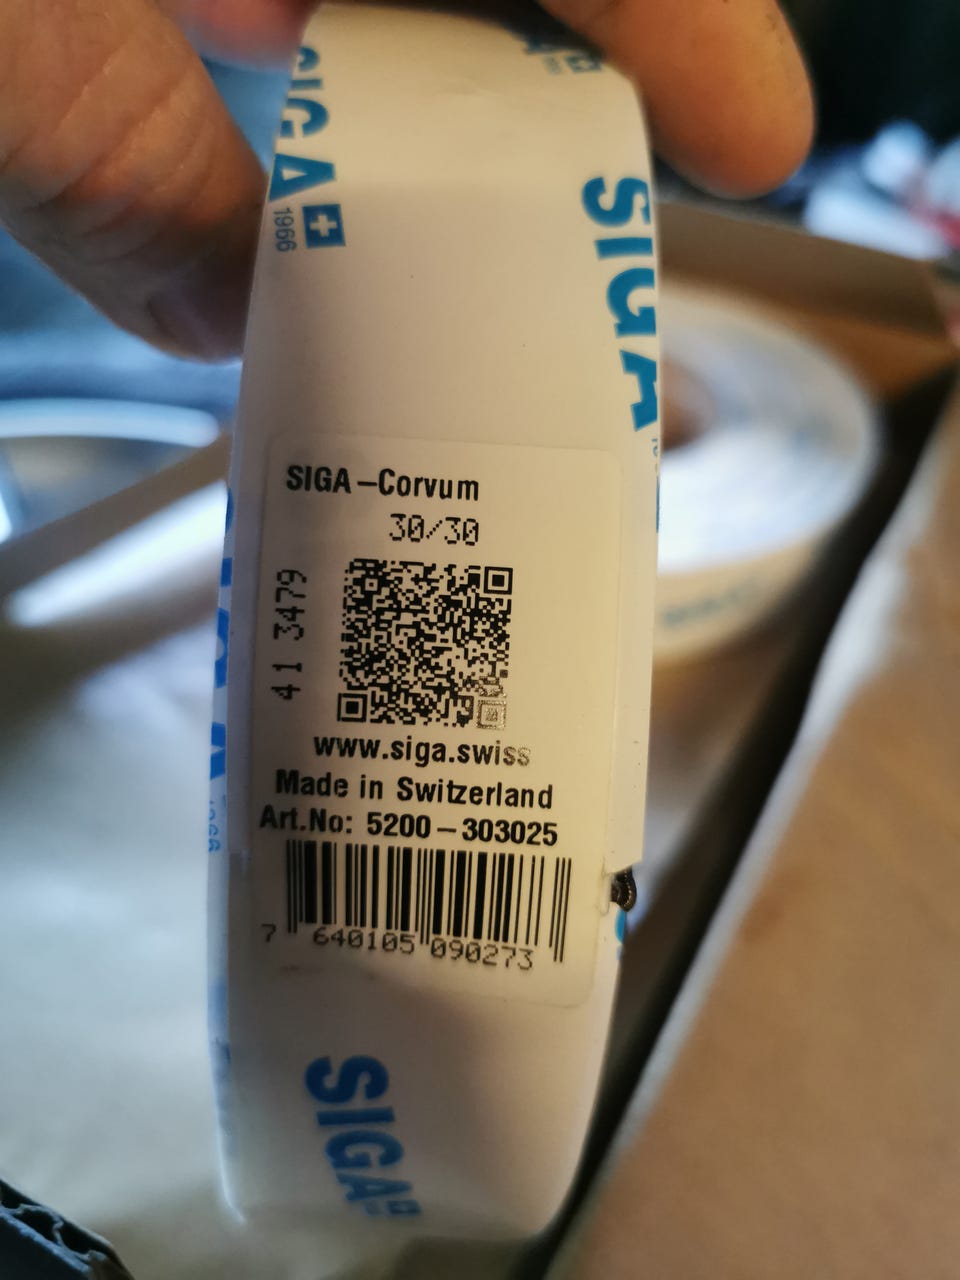 SIGA
1966
SIGA
SIGA-Corvum
30/30
41 3479
www.siga.swiss
Made in Switzerland
Art.No: 5200-303025
7 640105 090273
SIGA